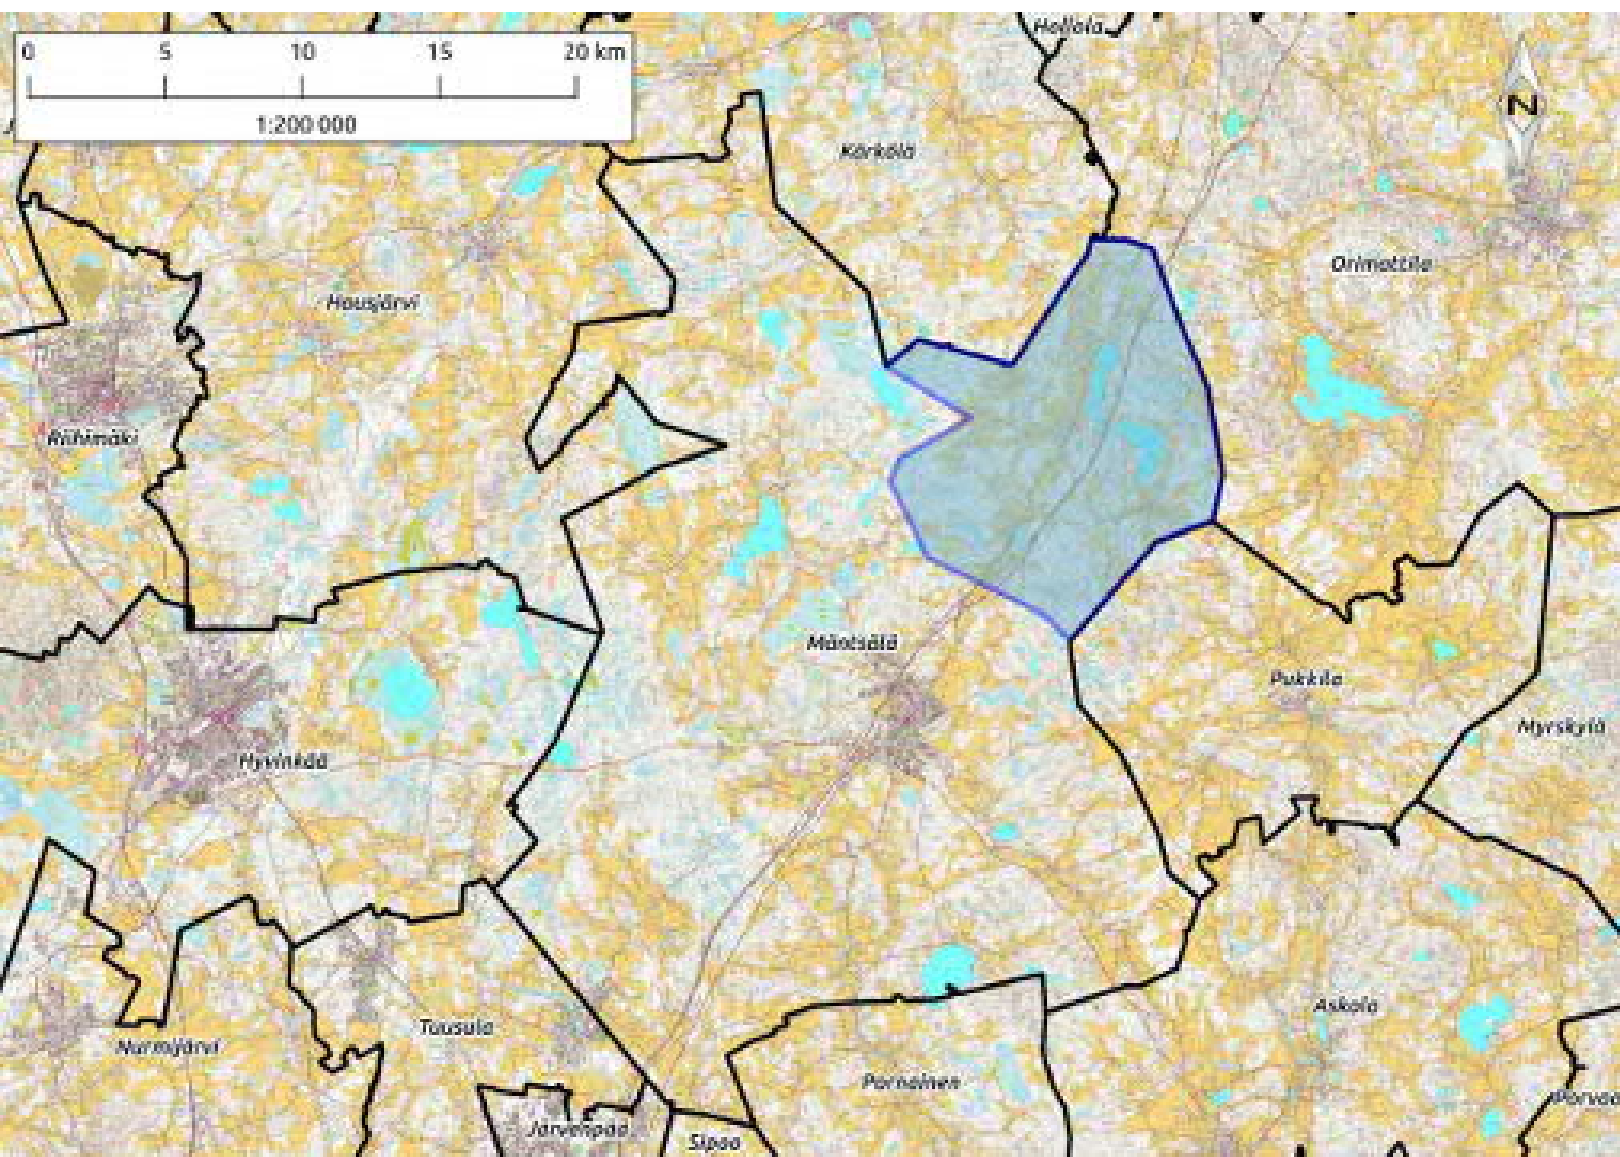 Hollola
0 5 10 15 20 km
1:200 000
Kärkölä
N
Orimattila
Hausjärvi
Riihimäki
Mäntsälä
Pukkila
Myrskylä
Hyvinkää
Askola
Tuusula
Nurmijärvi
Pornainen
Järvenpää
Sipoo